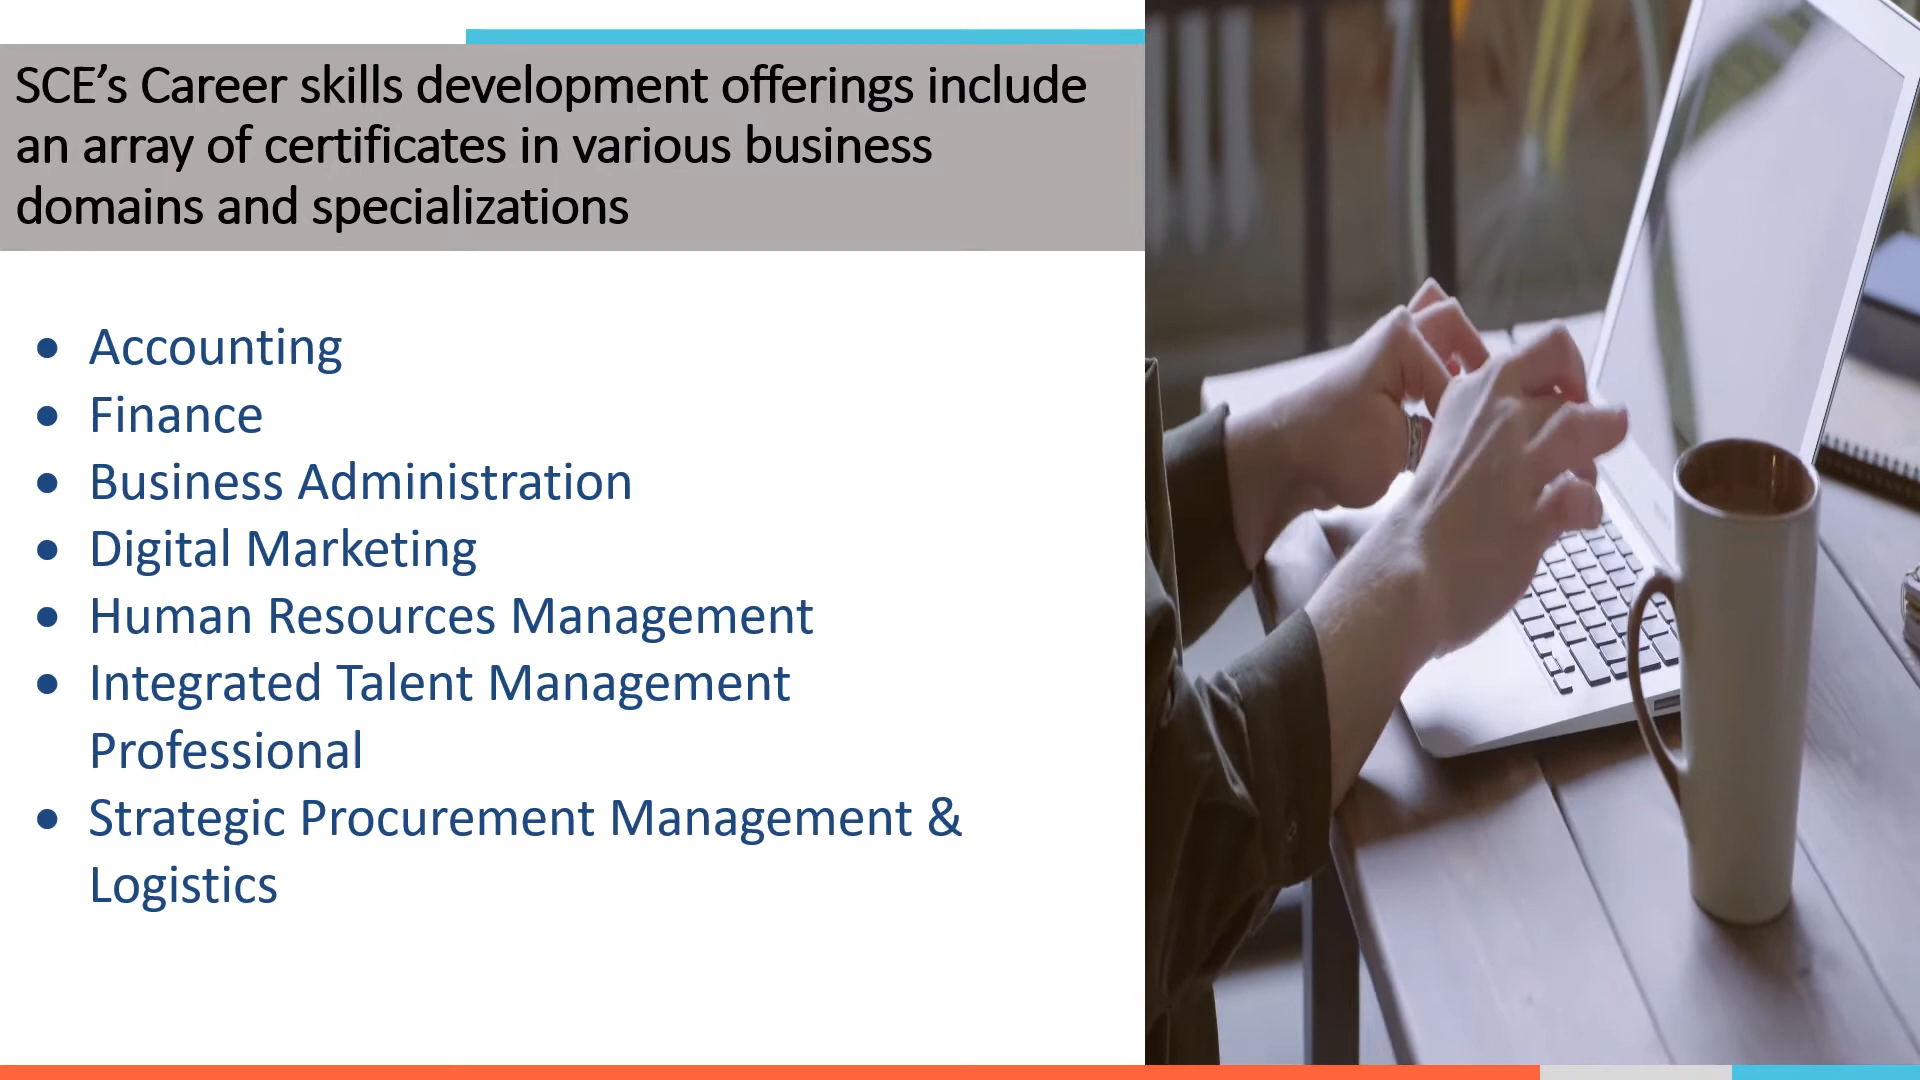 SCE’s Career skills development offerings include
an array of certificates in various business
domains and specializations
• Accounting
• Finance
• Business Administration
• Digital Marketing
• Human Resources Management
• Integrated Talent Management
Professional
• Strategic Procurement Management &
Logistics